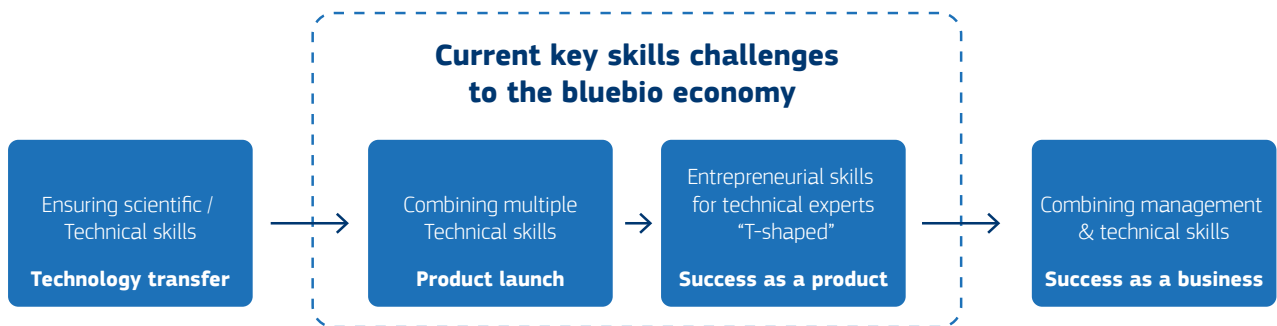 Current key skills challenges
to the bluebio economy
Ensuring scientific /
Technical skills
Technology transfer
Combining multiple
Technical skills
Product launch
Entrepreneurial skills
for technical experts
“T-shaped”
Success as a product
Combining management
& technical skills
Success as a business